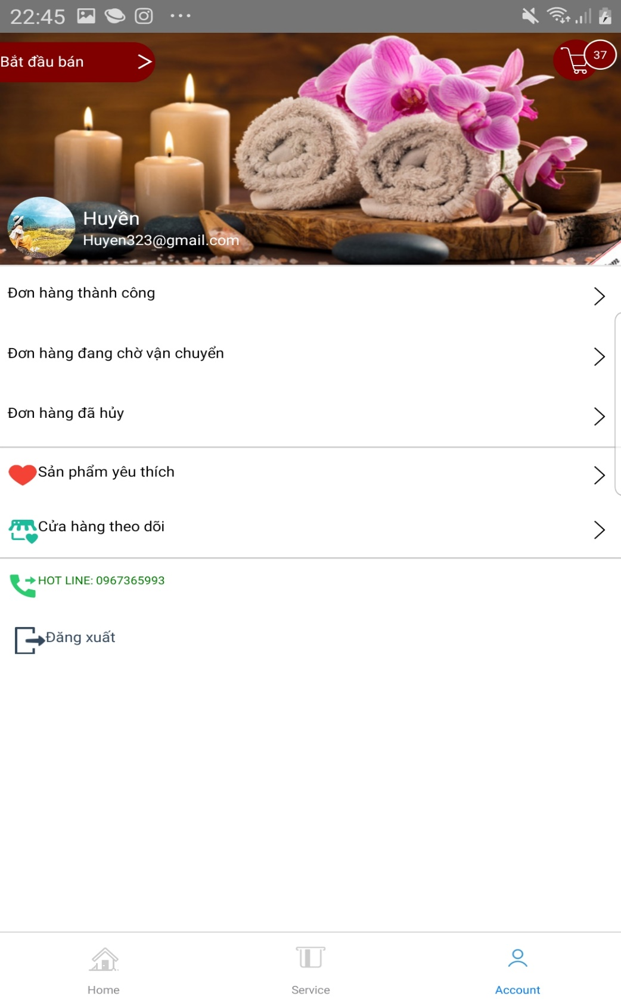 22:45
Bắt đầu bán
37
Huyền
Huyen323@gmail.com
Đơn hàng thành công
Đơn hàng đang chờ vận chuyển
Đơn hàng đã hủy
Sản phẩm yêu thích
Cửa hàng theo dõi
HOT LINE: 0967365993
Đăng xuất
Home
Service
Account